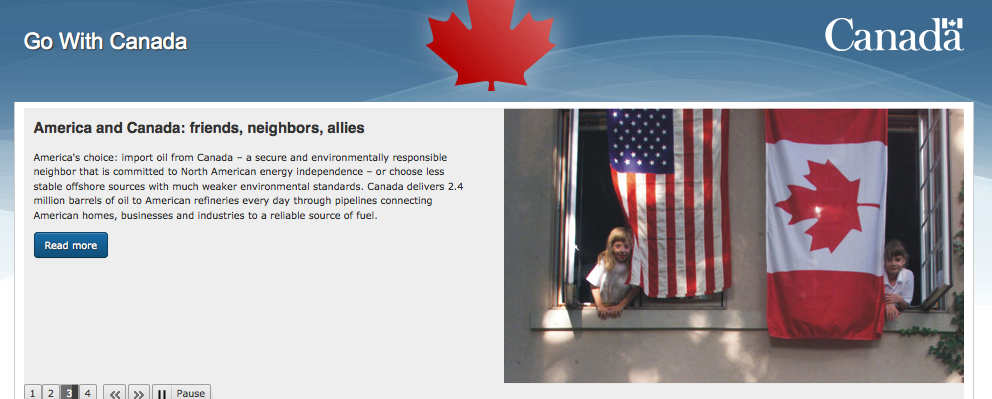 Go With Canada
Canada
America and Canada: friends, neighbors, allies
America's choice: import oil from Canada – a secure and environmentally responsible
neighbor that is committed to North American energy independence – or choose less
stable offshore sources with much weaker environmental standards. Canada delivers 2.4
million barrels of oil to American refineries every day through pipelines connecting
American homes, businesses and industries to a reliable source of fuel.
Read more
1 2 3 4 Pause